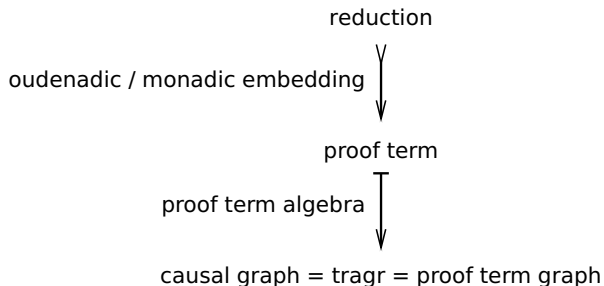 reduction
oudenadic / monadic embedding
proof term
proof term algebra
causal graph = tragr = proof term graph